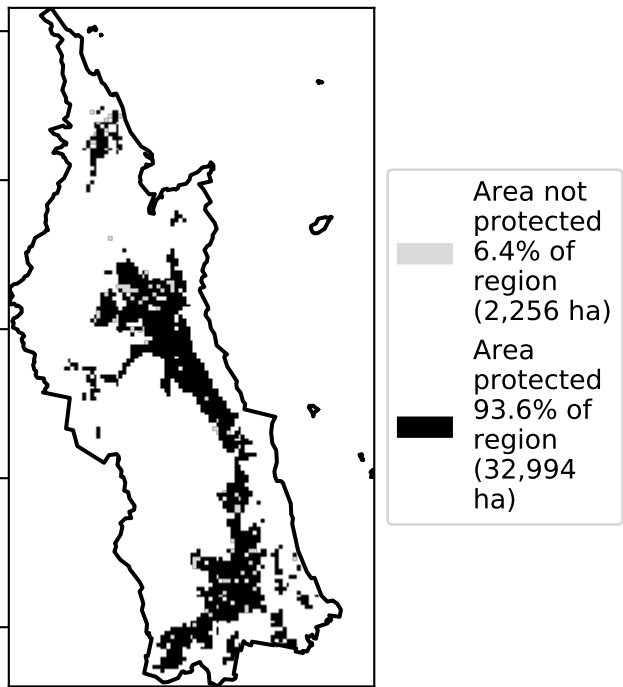 Area not
protected
6.4% of
region
(2,256 ha)
Area
protected
93.6% of
region
(32,994
ha)